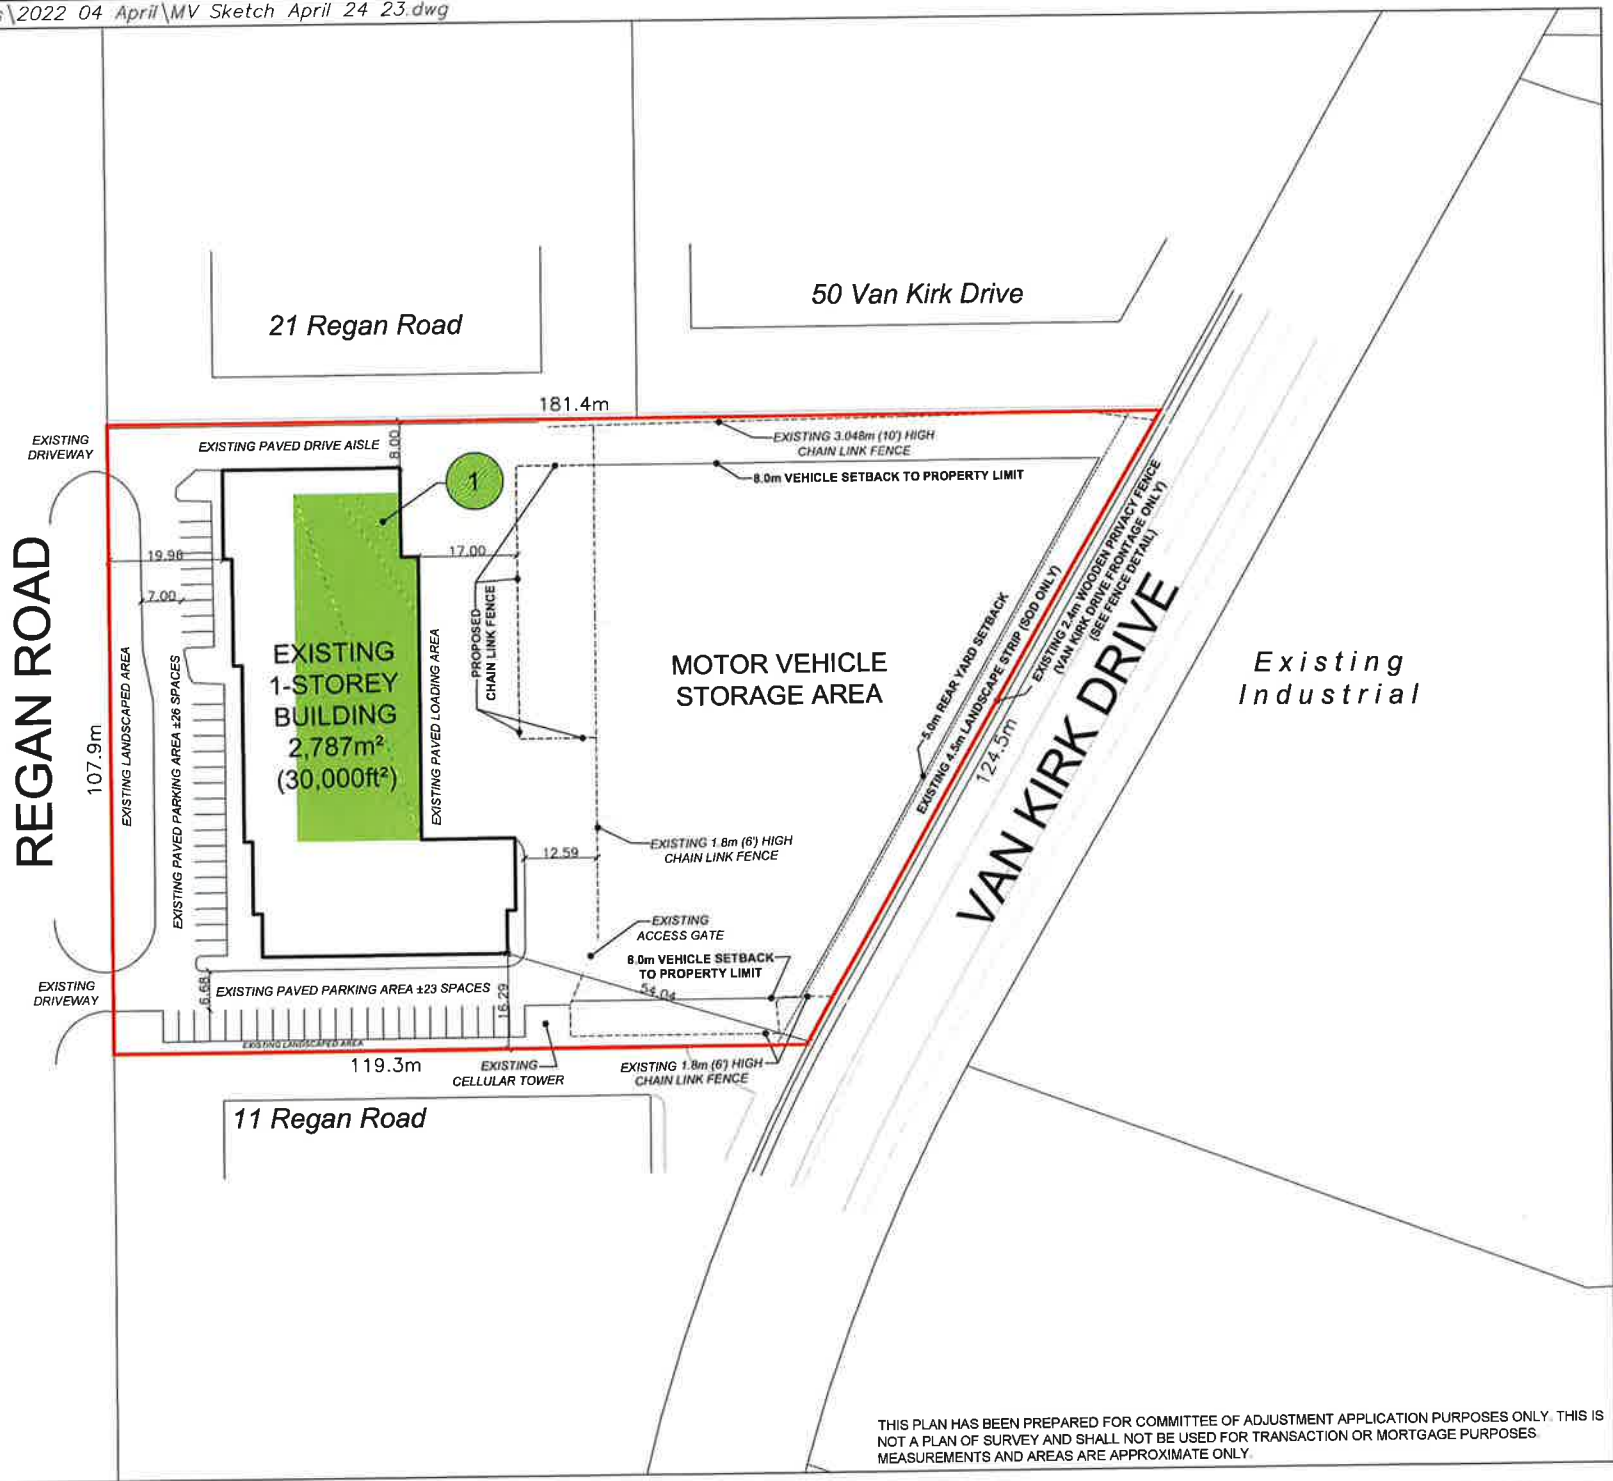 \2022 04 April\MV Sketch April 24 23.dwg
21 Regan Road
50 Van Kirk Drive
181.4m
EXISTING
DRIVEWAY
EXISTING PAVED DRIVE AISLE
8.00
EXISTING 3.048m (10') HIGH
CHAIN LINK FENCE
8.0m VEHICLE SETBACK TO PROPERTY LIMIT
1
19.98
17.00
7.00
REGAN ROAD
107.9m
EXISTING LANDSCAPED AREA
EXISTING PAVED PARKING AREA ±26 SPACES
EXISTING
1-STOREY
BUILDING
2,787m²
(30,000ft²)
EXISTING PAVED LOADING AREA
PROPOSED
CHAIN LINK FENCE
MOTOR VEHICLE
STORAGE AREA
5.0m REAR YARD SETBACK
EXISTING 4.5m LANDSCAPE STRIP (SOD ONLY)
EXISTING 2.4m WOODEN PRIVACY FENCE
(VAN KIRK DRIVE FRONTAGE ONLY)
(SEE FENCE DETAIL)
124.5m
VAN KIRK DRIVE
Existing
Industrial
EXISTING 1.8m (6') HIGH
CHAIN LINK FENCE
12.59
EXISTING
ACCESS GATE
8.0m VEHICLE SETBACK
TO PROPERTY LIMIT
54.04
EXISTING
DRIVEWAY
6.68
EXISTING PAVED PARKING AREA ±23 SPACES
16.29
EXISTING LANDSCAPED AREA
119.3m
EXISTING
CELLULAR TOWER
EXISTING 1.8m (6') HIGH
CHAIN LINK FENCE
11 Regan Road
THIS PLAN HAS BEEN PREPARED FOR COMMITTEE OF ADJUSTMENT APPLICATION PURPOSES ONLY. THIS IS
NOT A PLAN OF SURVEY AND SHALL NOT BE USED FOR TRANSACTION OR MORTGAGE PURPOSES.
MEASUREMENTS AND AREAS ARE APPROXIMATE ONLY.